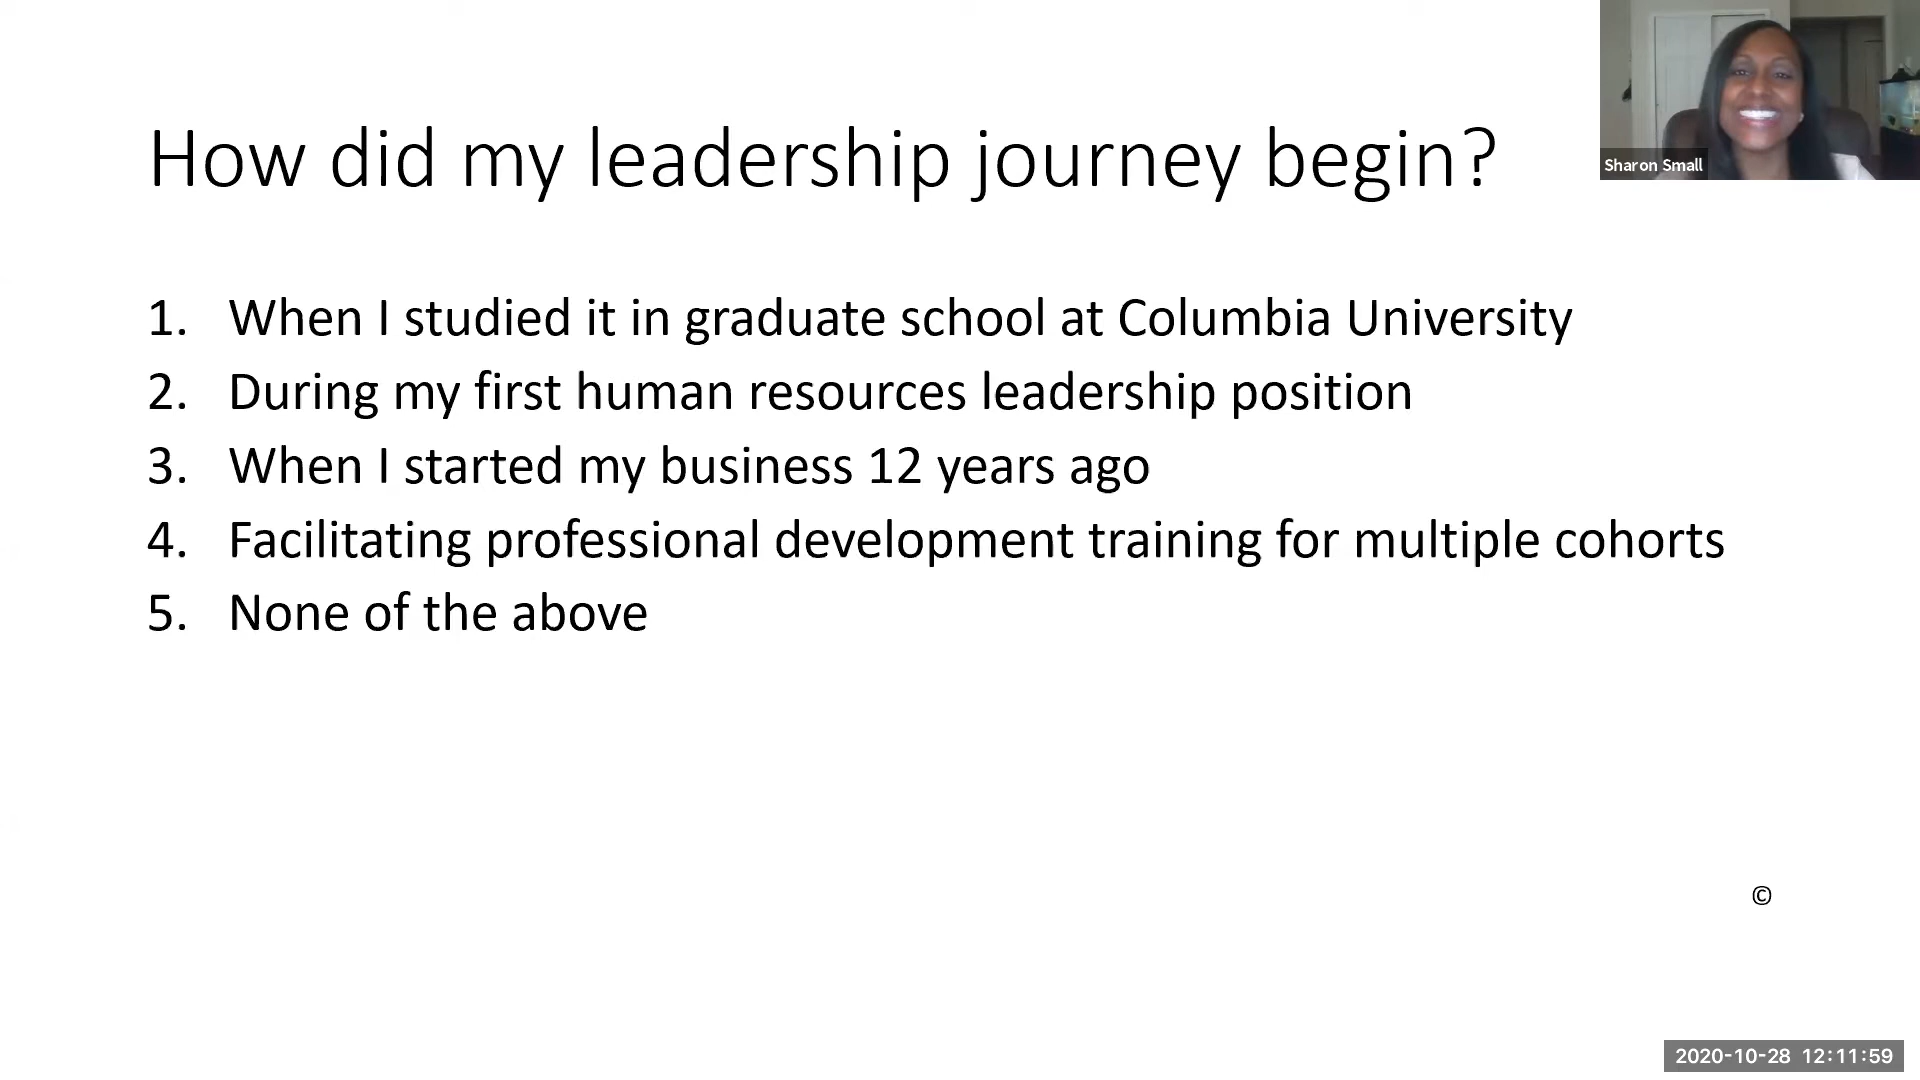 How did my leadership journey begin?
Sharon Small
1. When I studied it in graduate school at Columbia University
2. During my first human resources leadership position
3. When I started my business 12 years ago
4. Facilitating professional development training for multiple cohorts
5. None of the above
©
2020-10-28 12:11:59